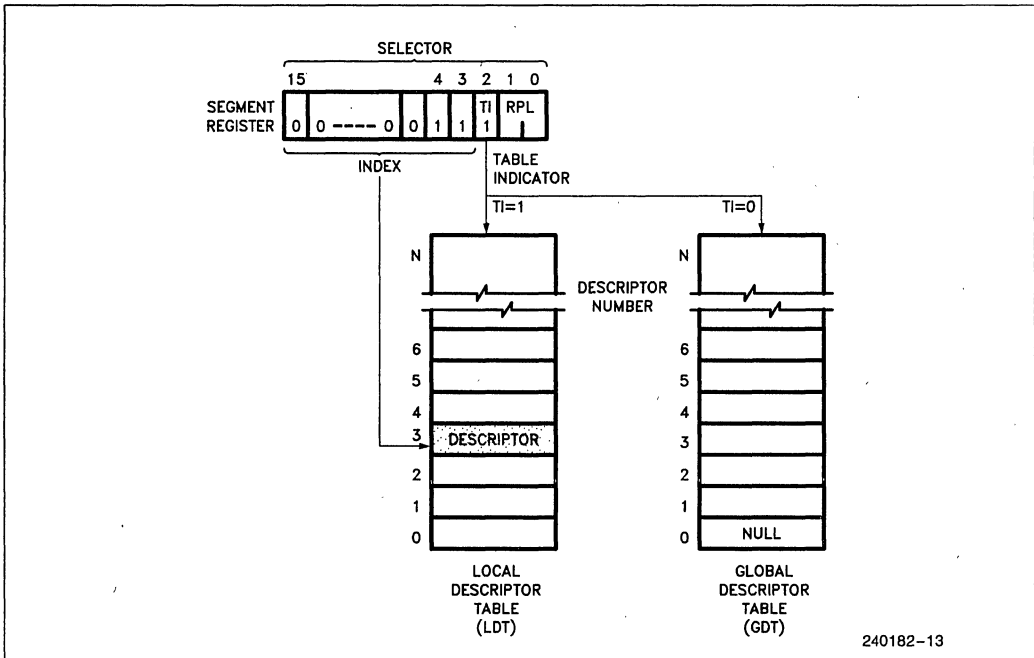 SELECTOR
15 4 3 2 1 0
SEGMENT REGISTER
TI RPL
0 0 ---- 0 0 1 1 1
INDEX
TABLE INDICATOR
TI=1
TI=0
N
N
DESCRIPTOR NUMBER
6
6
5
5
4
4
3 DESCRIPTOR
3
2
2
1
1
0
0 NULL
LOCAL
DESCRIPTOR
TABLE
(LDT)
GLOBAL
DESCRIPTOR
TABLE
(GDT)
240182-13